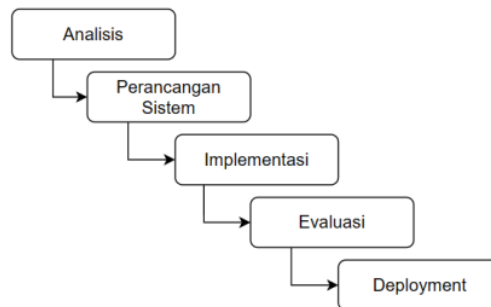 Analisis
Perancangan
Sistem
Implementasi
Evaluasi
Deployment